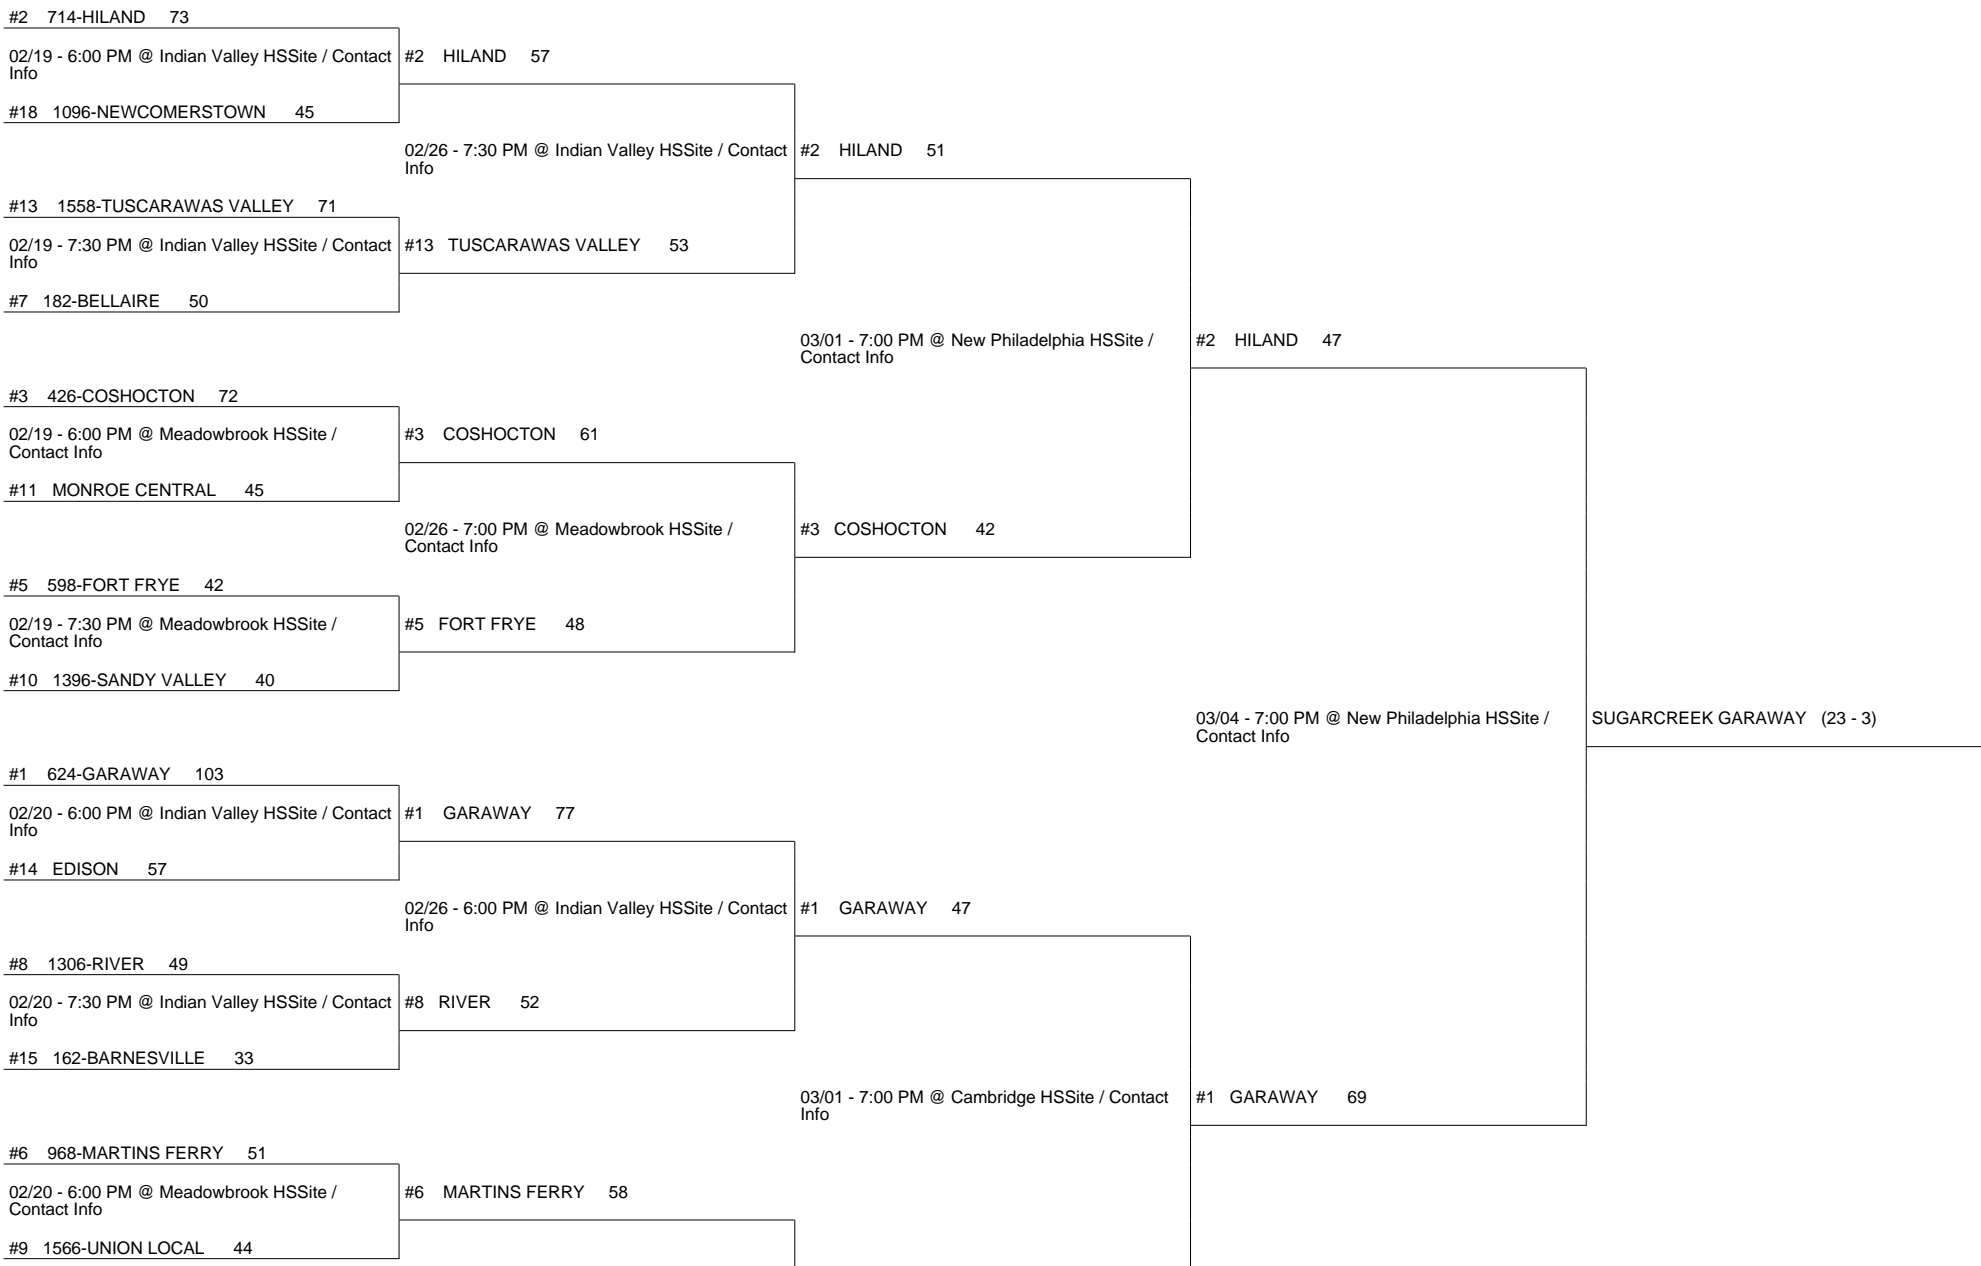 #2 714-HILAND 73
02/19 - 6:00 PM @ Indian Valley HSSite / Contact
Info
#18 1096-NEWCOMERSTOWN 45
#2 HILAND 57
02/26 - 7:30 PM @ Indian Valley HSSite / Contact
Info
#2 HILAND 51
#13 1558-TUSCARAWAS VALLEY 71
02/19 - 7:30 PM @ Indian Valley HSSite / Contact
Info
#13 TUSCARAWAS VALLEY 53
#7 182-BELLAIRE 50
03/01 - 7:00 PM @ New Philadelphia HSSite /
Contact Info
#2 HILAND 47
#3 426-COSHOCTON 72
02/19 - 6:00 PM @ Meadowbrook HSSite /
Contact Info
#3 COSHOCTON 61
#11 MONROE CENTRAL 45
02/26 - 7:00 PM @ Meadowbrook HSSite /
Contact Info
#3 COSHOCTON 42
#5 598-FORT FRYE 42
02/19 - 7:30 PM @ Meadowbrook HSSite /
Contact Info
#5 FORT FRYE 48
#10 1396-SANDY VALLEY 40
03/04 - 7:00 PM @ New Philadelphia HSSite /
Contact Info
SUGARCREEK GARAWAY (23 - 3)
#1 624-GARAWAY 103
02/20 - 6:00 PM @ Indian Valley HSSite / Contact
Info
#1 GARAWAY 77
#14 EDISON 57
02/26 - 6:00 PM @ Indian Valley HSSite / Contact
Info
#1 GARAWAY 47
#8 1306-RIVER 49
02/20 - 7:30 PM @ Indian Valley HSSite / Contact
Info
#8 RIVER 52
#15 162-BARNESVILLE 33
03/01 - 7:00 PM @ Cambridge HSSite / Contact
Info
#1 GARAWAY 69
#6 968-MARTINS FERRY 51
02/20 - 6:00 PM @ Meadowbrook HSSite /
Contact Info
#6 MARTINS FERRY 58
#9 1566-UNION LOCAL 44